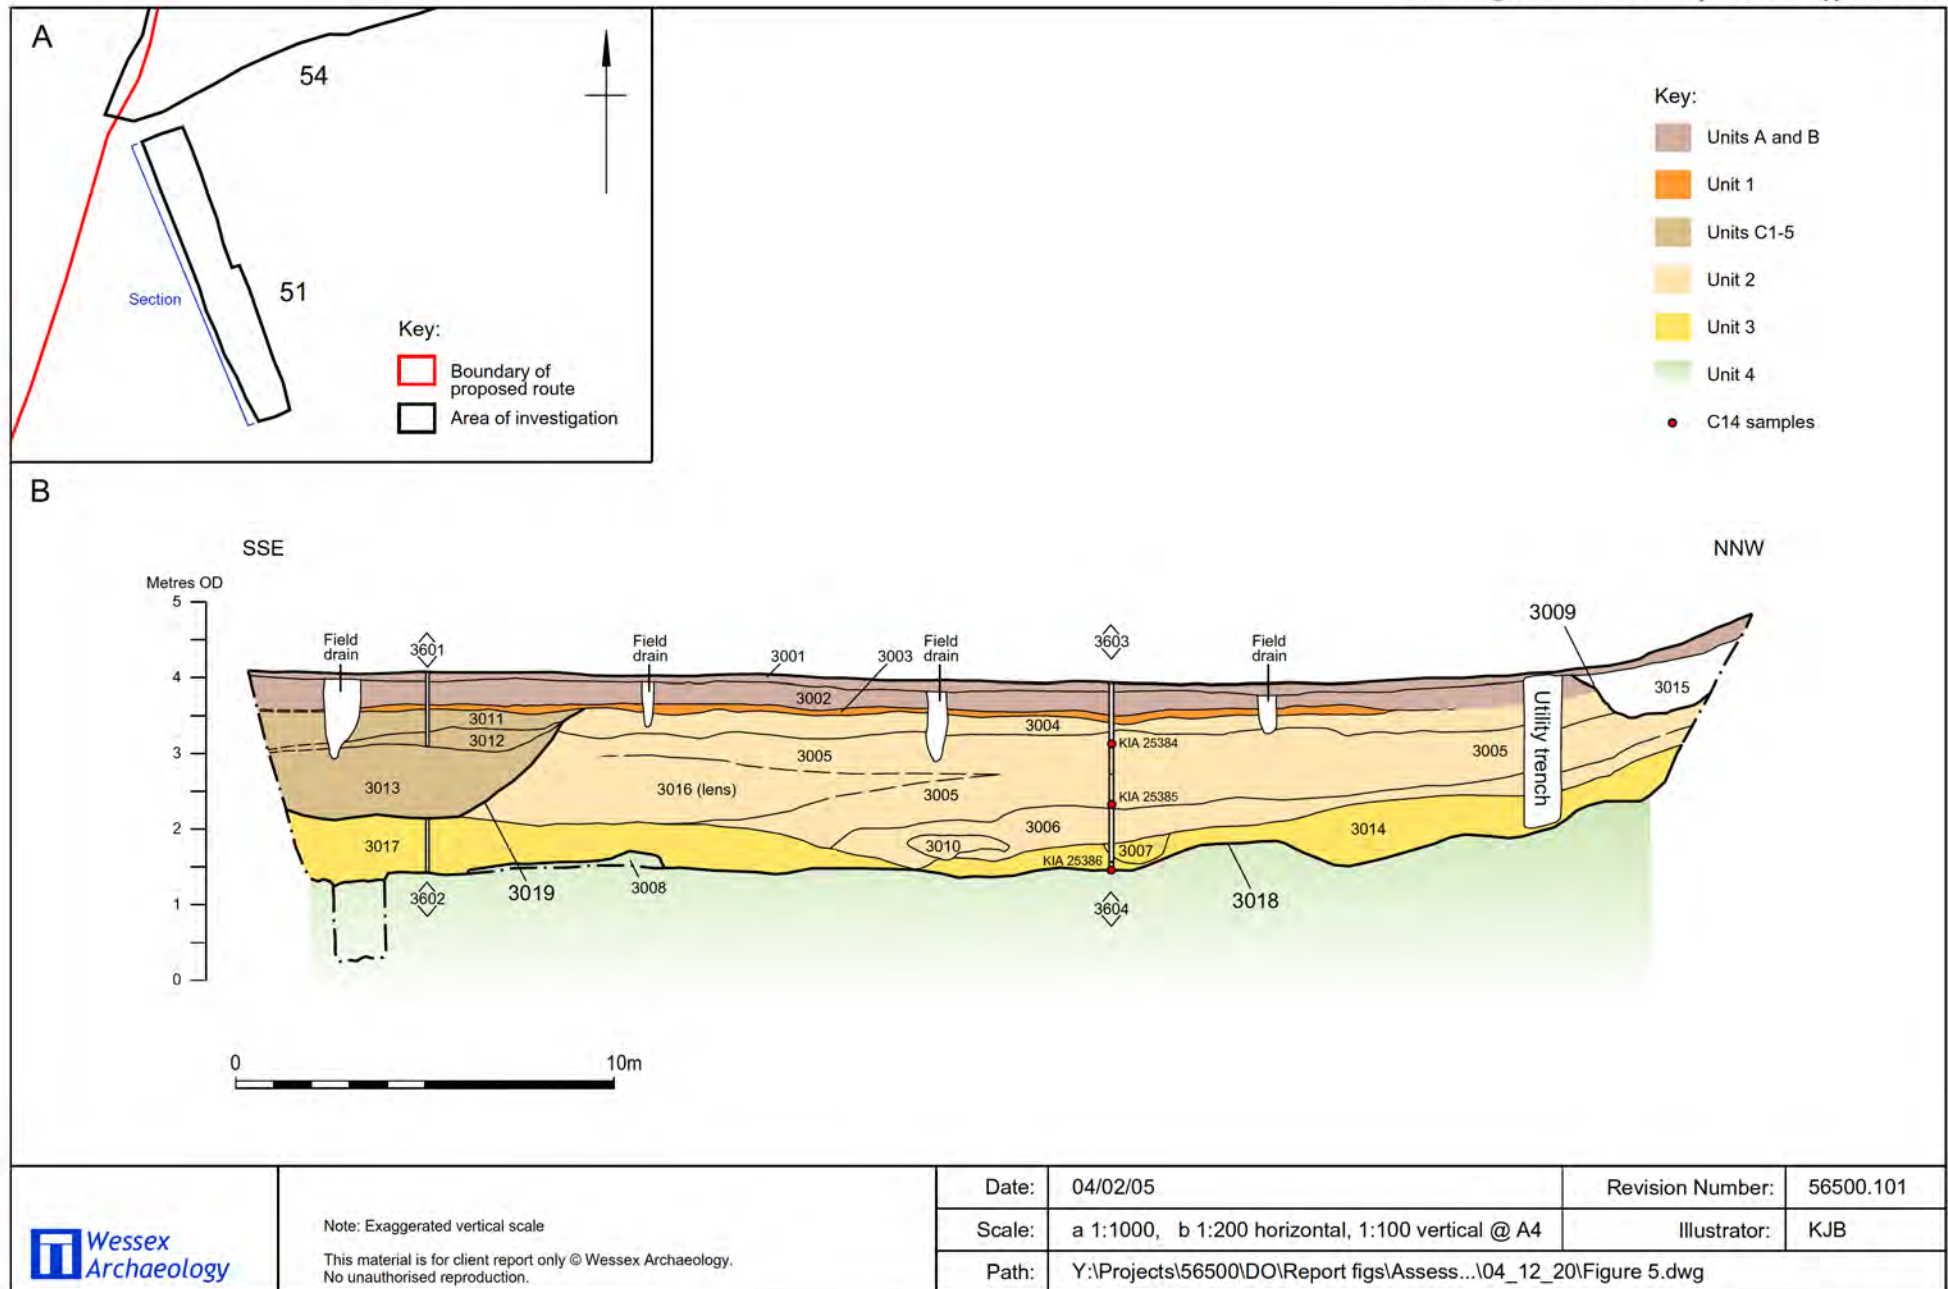 A
54
51
Section
Key:
Boundary of
proposed route
Area of investigation
Key:
Units A and B
Unit 1
Units C1-5
Unit 2
Unit 3
Unit 4
C14 samples
B
SSE
NNW
Metres OD
5
4
3
2
1
0
Field
drain
3601
Field
drain
3001
3003
Field
drain
3603
Field
drain
3009
3002
3015
3011
3004
3012
KIA 25384
3005
3005
Utility trench
3013
3016 (lens)
3005
KIA 25385
3006
3014
3017
3010
3007
KIA 25386
3008
3019
3602
3604
3018
0
10m
Wessex
Archaeology
Note: Exaggerated vertical scale
This material is for client report only © Wessex Archaeology.
No unauthorised reproduction.
Date:
04/02/05
Revision Number:
56500.101
Scale:
a 1:1000, b 1:200 horizontal, 1:100 vertical @ A4
Illustrator:
KJB
Path:
Y:\Projects\56500\DO\Report figs\Assess...\04_12_20\Figure 5.dwg